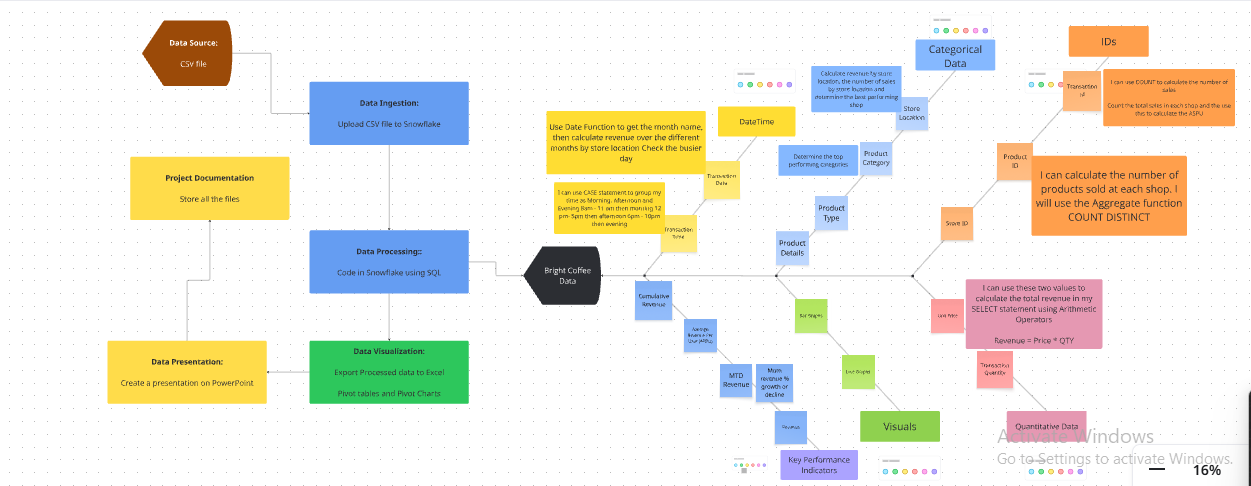 Data Source:
CSV file
Data Ingestion:
Upload CSV file to Snowflake
Project Documentation
Store all the files
Data Processing::
Code in Snowflake using SQL
Data Presentation:
Create a presentation on PowerPoint
Data Visualization:
Export Processed data to Excel
Pivot tables and Pivot Charts
Bright Coffee
Data
DateTime
Use Date Function to get the month name,
then calculate revenue over the different
months by store location Check the busier
day
Transaction
Date
I can use CASE statement to group my
time as Morning, Afternoon and
Evening 8am - 11 am then morning 12
pm- 5pm then afternoon 6pm - 10pm
then evening
Transaction
Time
Categorical
Data
Calculate revenue by store
location, the number of sales
by store location and
determine the best performing
shop
Store
Location
Determine the top
performing categories
Product
Category
Product
Type
Product
Details
IDs
Transaction
id
I can use COUNT to calculate the number of
sales
Count the total sales in each shop and the use
this to calculate the ASPU
Product
ID
I can calculate the number of
products sold at each shop. I
will use the Aggregate function
COUNT DISTINCT
Store ID
Cumulative
Revenue
Average
Revenue Per
User
MTD
Revenue
Mum
revenue %
growth or
decline
Revenue
Key Performance
Indicators
Bar Graphs
Line Graphs
Visuals
Unit Price
I can use these two values to
calculate the total revenue in my
SELECT statement using Arithmetic
Operators
Revenue = Price * QTY
Transaction
Quantity
Quantitative Data
Activate Windows
Go to Settings to activate Windows.
16%